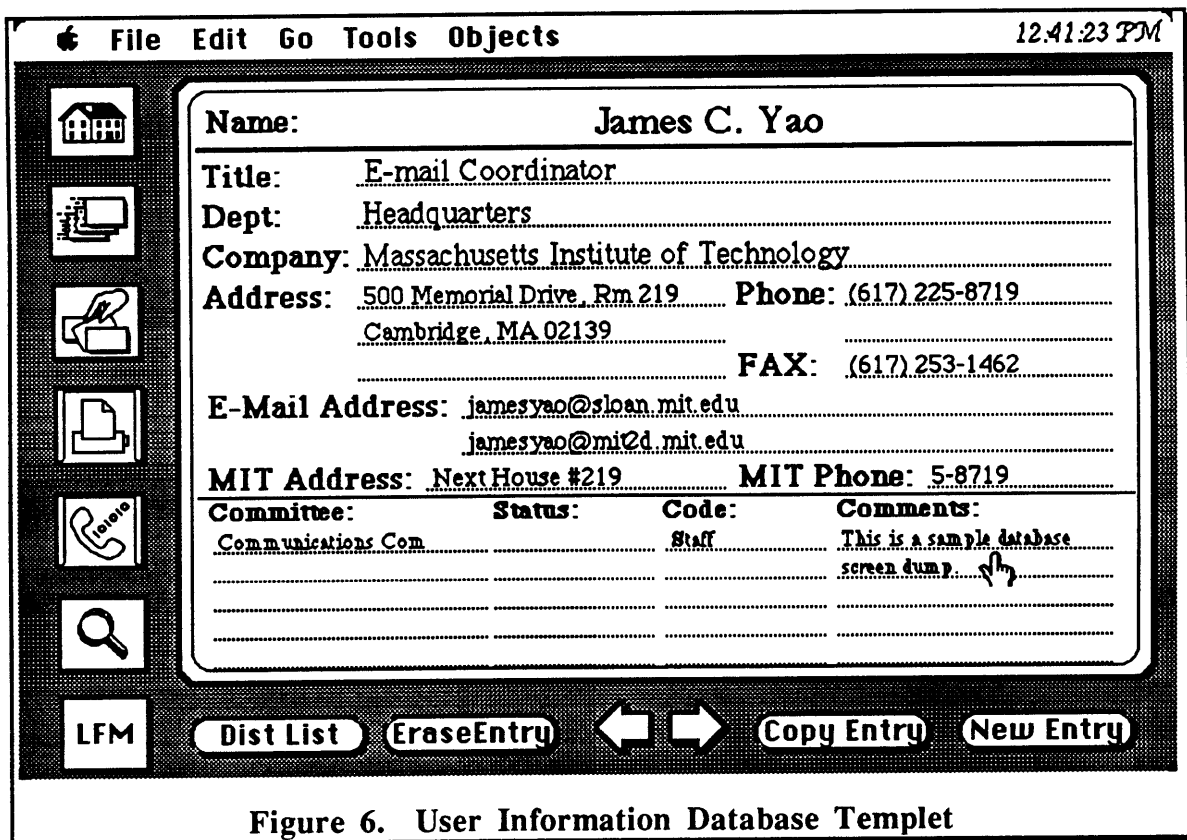 File Edit Go Tools Objects 12:41:23 PM
Name: James C. Yao
Title: E-mail Coordinator
Dept: Headquarters
Company: Massachusetts Institute of Technology
Address: 500 Memorial Drive, Rm 219 Phone: (617) 225-8719
Cambridge, MA 02139
FAX: (617) 253-1462
E-Mail Address: jamesyao@sloan.mit.edu
jamesyao@mit2d.mit.edu
MIT Address: Next House #219 MIT Phone: 5-8719
Committee: Status: Code: Comments:
Communications Com Staff This is a sample database
screen dump.
LFM Dist List EraseEntry Copy Entry New Entry
Figure 6. User Information Database Templet